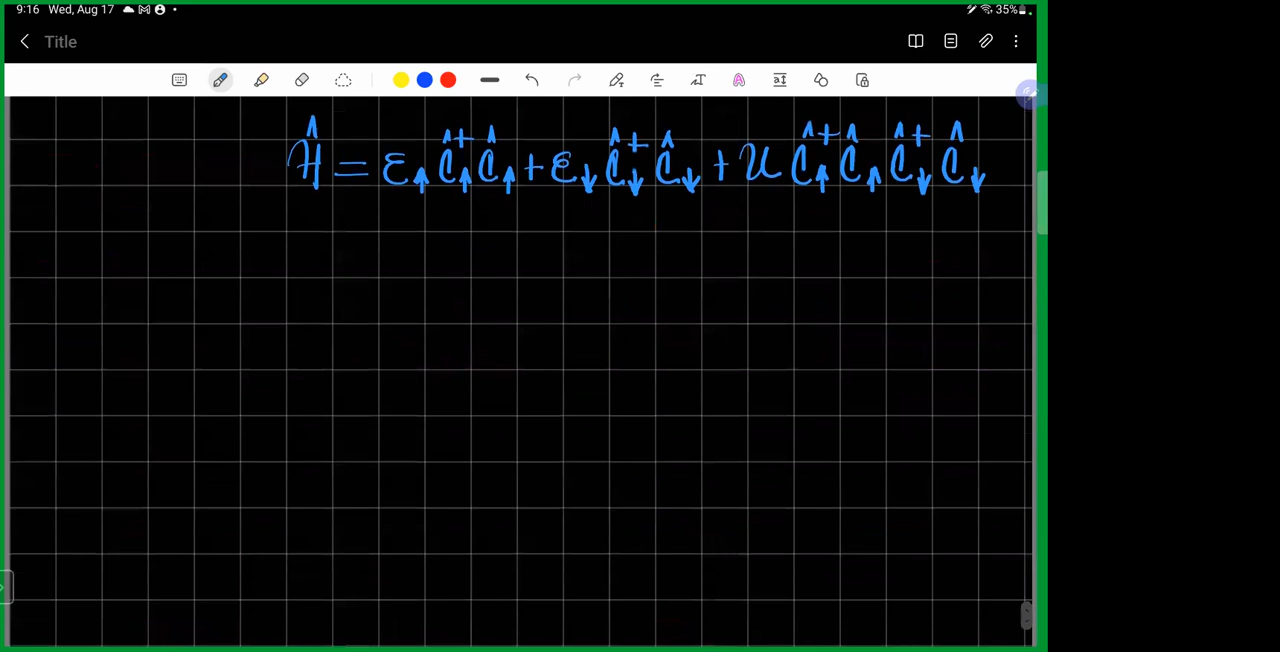 9:16 Wed, Aug 17
35%
Title
Ĥ = ε↑ĉ↑⁺ĉ↑ + ε↓ĉ↓⁺ĉ↓ + U ĉ↑⁺ĉ↑ĉ↓⁺ĉ↓